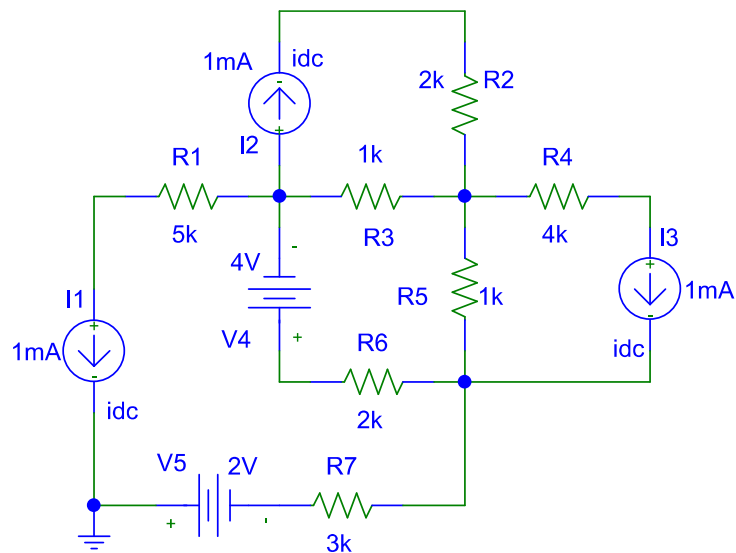 1mA
idc
-
+
I2
2k
R2
R1
5k
1k
R3
R4
4k
I3
+
-
1mA
idc
4V
-
V4
+
R5
1k
I1
+
-
1mA
idc
R6
2k
V5
2V
+
-
R7
3k